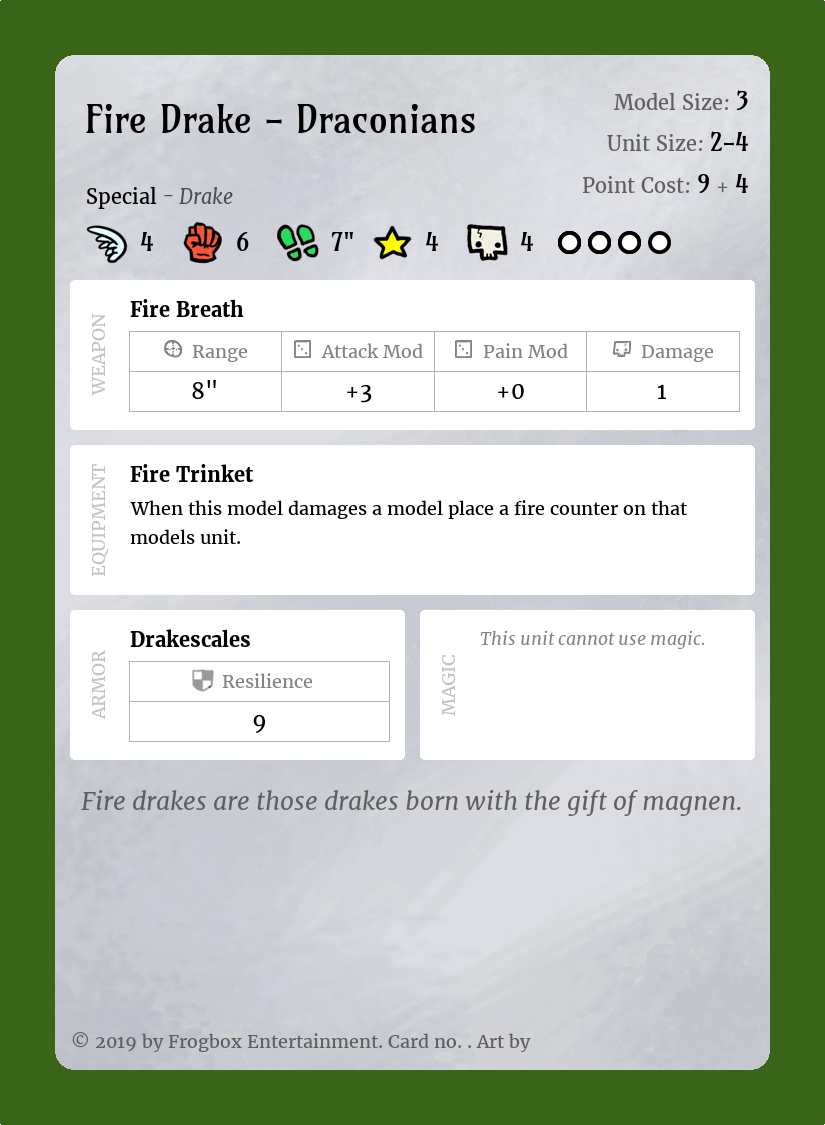 Fire Drake – Draconians
Model Size: 3
Unit Size: 2–4
Point Cost: 9 + 4
Special – Drake
4 6 7" 4 4
WEAPON
Fire Breath
Range Attack Mod Pain Mod Damage
8" +3 +0 1
EQUIPMENT
Fire Trinket
When this model damages a model place a fire counter on that
models unit.
ARMOR
Drakescales
Resilience
9
MAGIC
This unit cannot use magic.
Fire drakes are those drakes born with the gift of magnen.
© 2019 by Frogbox Entertainment. Card no. . Art by